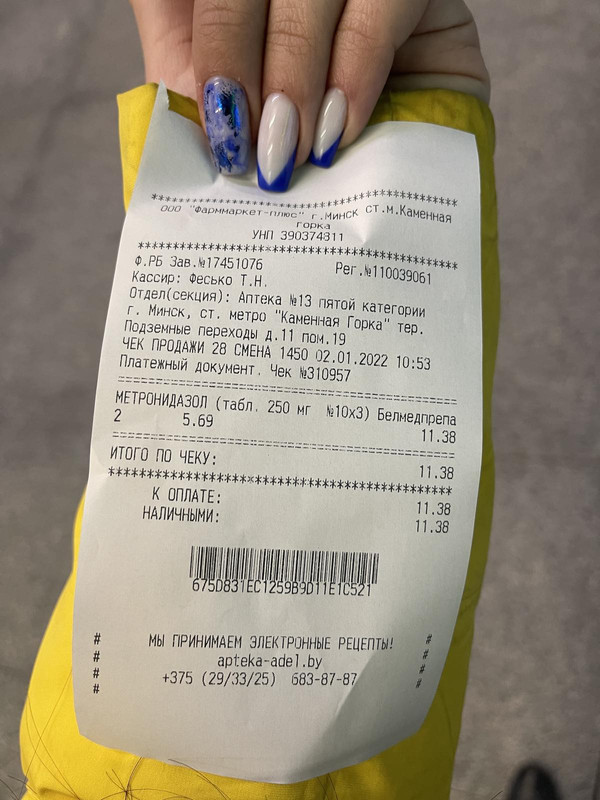 **********************************************
ООО "Фарммаркет-плюс" г.Минск ст.м.Каменная
горка
УНП 390374811
**********************************************
Ф.РБ Зав.№17451076 Рег.№110039061
Кассир: Фесько Т.Н.
Отдел(секция): Аптека №13 пятой категории
г. Минск, ст. метро "Каменная Горка" тер.
Подземные переходы д.11 пом.19
ЧЕК ПРОДАЖИ 28 СМЕНА 1450 02.01.2022 10:53
Платежный документ. Чек №310957
----------------------------------------------
МЕТРОНИДАЗОЛ (табл. 250 мг №10х3) Белмедпрепа
2 5.69 11.38
----------------------------------------------
ИТОГО ПО ЧЕКУ: 11.38
**********************************************
К ОПЛАТЕ: 11.38
НАЛИЧНЫМИ: 11.38
675D831EC1259B9D11E1C521
# МЫ ПРИНИМАЕМ ЭЛЕКТРОННЫЕ РЕЦЕПТЫ! #
# apteka-adel.by #
# +375 (29/33/25) 683-87-87 #
# #